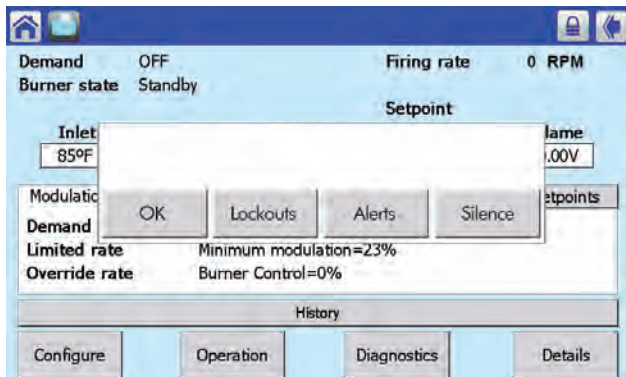 Demand OFF Firing rate 0 RPM
Burner state Standby
Setpoint
Inlet lame
85ºF .00V
Modulatio etpoints
OK Lockouts Alerts Silence
Demand
Limited rate Minimum modulation=23%
Override rate Burner Control=0%
History
Configure Operation Diagnostics Details